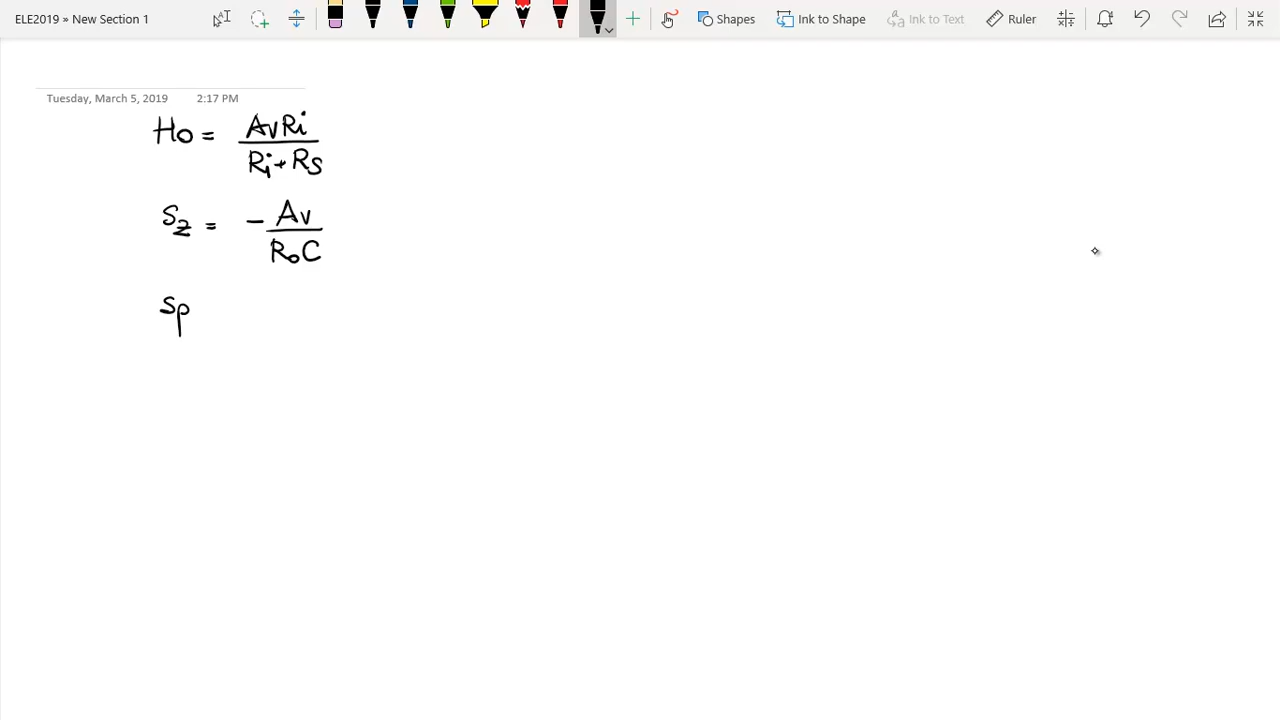 ELE2019 » New Section 1
Shapes
Ink to Shape
Ink to Text
Ruler
Tuesday, March 5, 2019 2:17 PM
Ho = AvRi / Ri + Rs
Sz = - Av / RoC
Sp